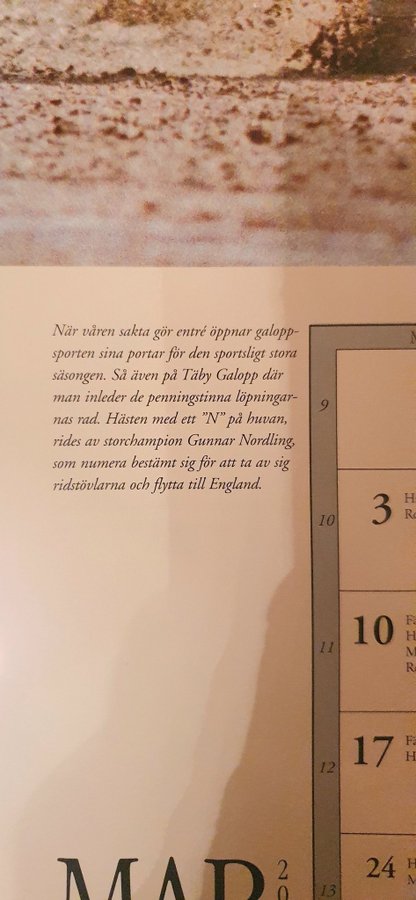 När våren sakta gör entré öppnar galopp-
sporten sina portar för den sportsligt stora
säsongen. Så även på Täby Galopp där
man inleder de penningstinna löpningar-
nas rad. Hästen med ett ”N” på huvan,
rides av storchampion Gunnar Nordling,
som numera bestämt sig för att ta av sig
ridstövlarna och flytta till England.
9
10
3
11
10
12
17
13
24
MAR
20